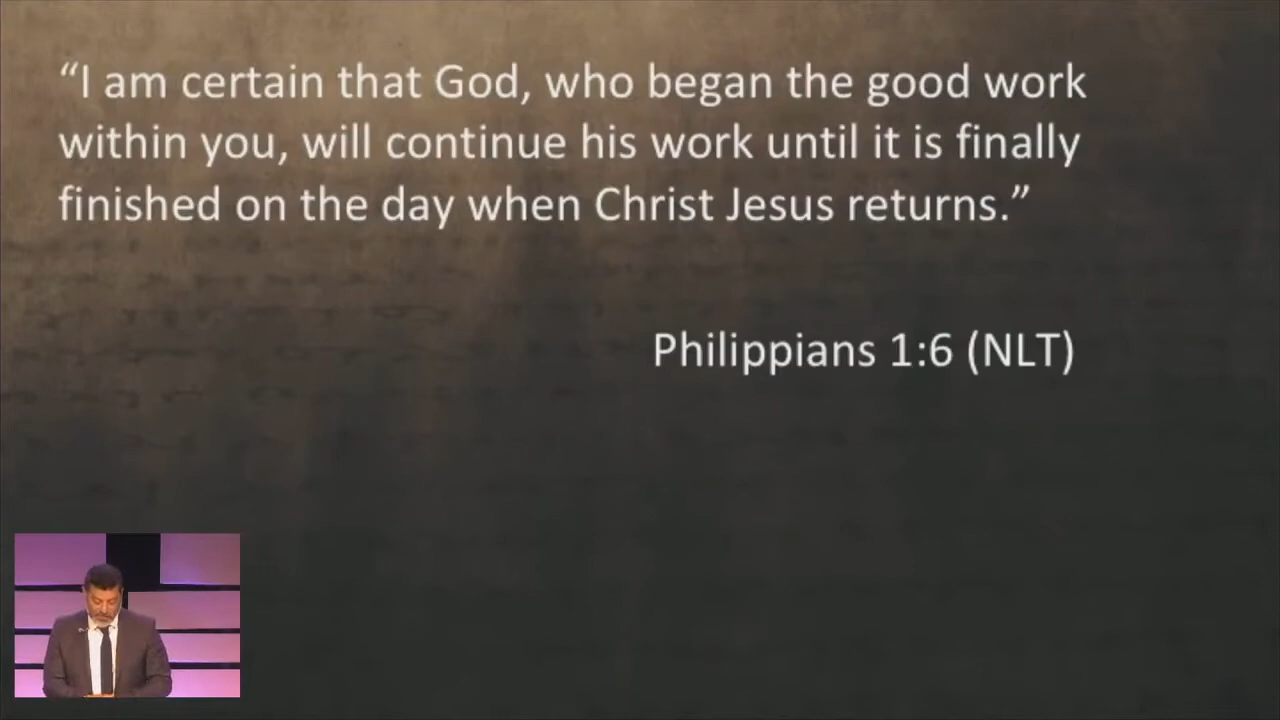 “I am certain that God, who began the good work
within you, will continue his work until it is finally
finished on the day when Christ Jesus returns.”
Philippians 1:6 (NLT)